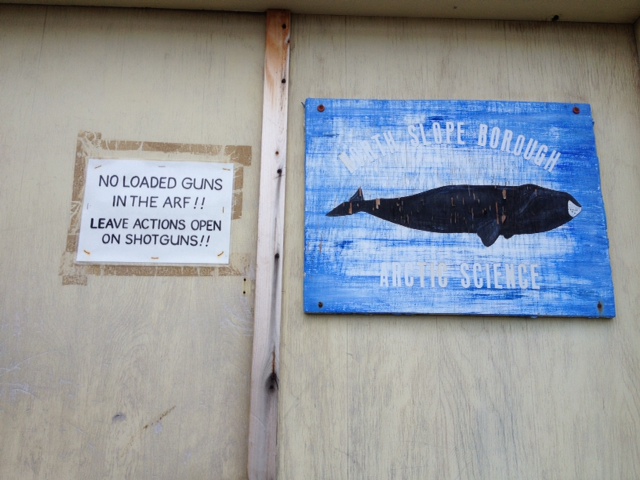 NO LOADED GUNS
IN THE ARF!!
LEAVE ACTIONS OPEN
ON SHOTGUNS!!
NORTH SLOPE BOROUGH
ARCTIC SCIENCE